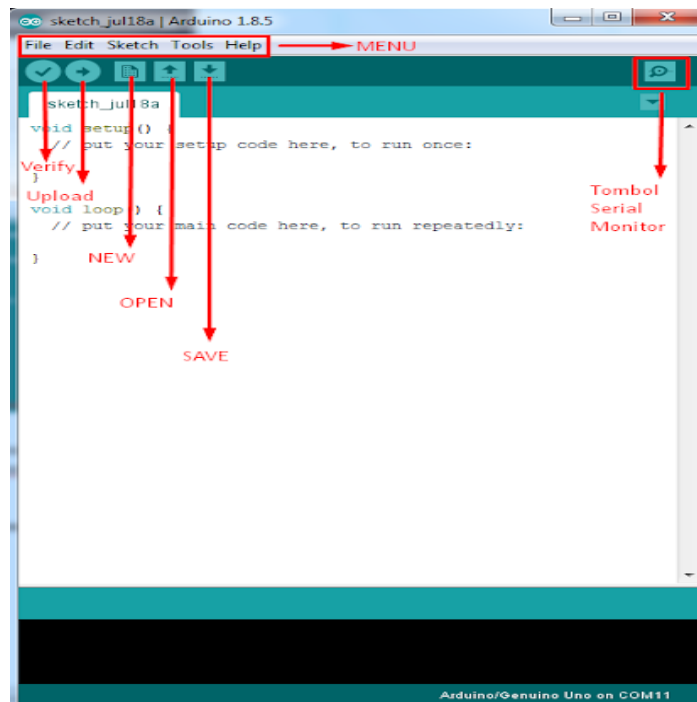 sketch_jul18a | Arduino 1.8.5
File Edit Sketch Tools Help
MENU
sketch_jul18a
void setup() {
// put your setup code here, to run once:
Verify
}
Upload
void loop() {
// put your main code here, to run repeatedly:
}
Tombol
Serial
Monitor
NEW
OPEN
SAVE
Arduino/Genuino Uno on COM11